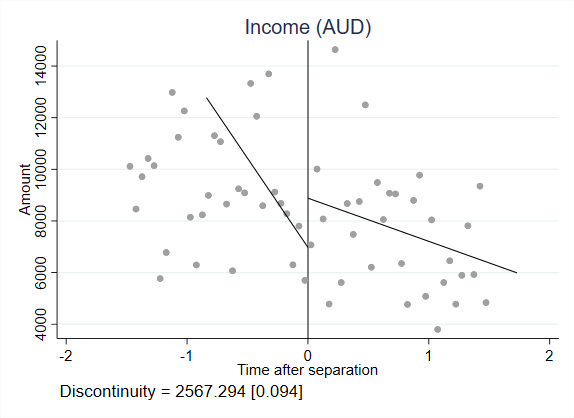 Income (AUD)
Amount
14000
12000
10000
8000
6000
4000
-2 -1 0 1 2
Time after separation
Discontinuity = 2567.294 [0.094]